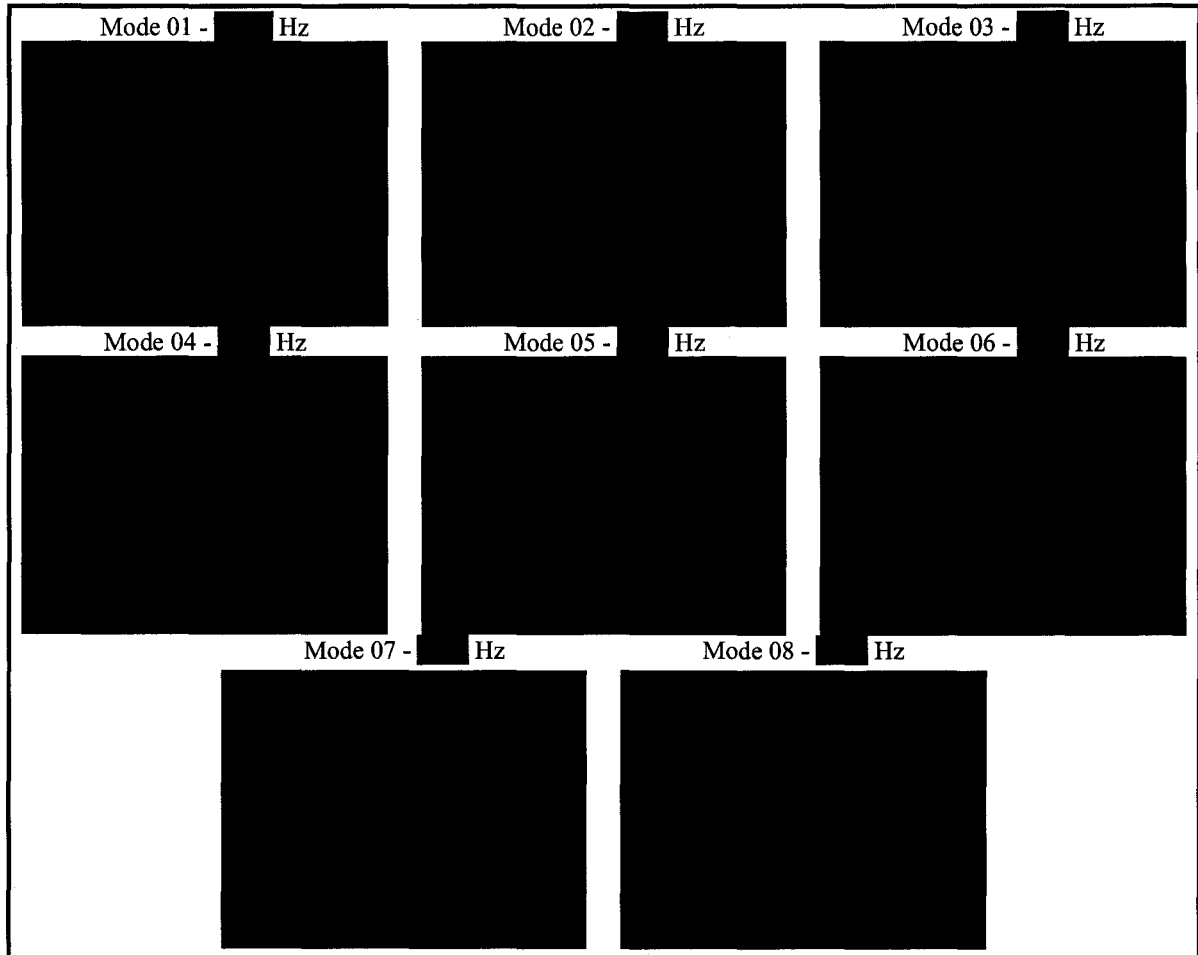 Mode 01 - Hz
Mode 02 - Hz
Mode 03 - Hz
Mode 04 - Hz
Mode 05 - Hz
Mode 06 - Hz
Mode 07 - Hz
Mode 08 - Hz